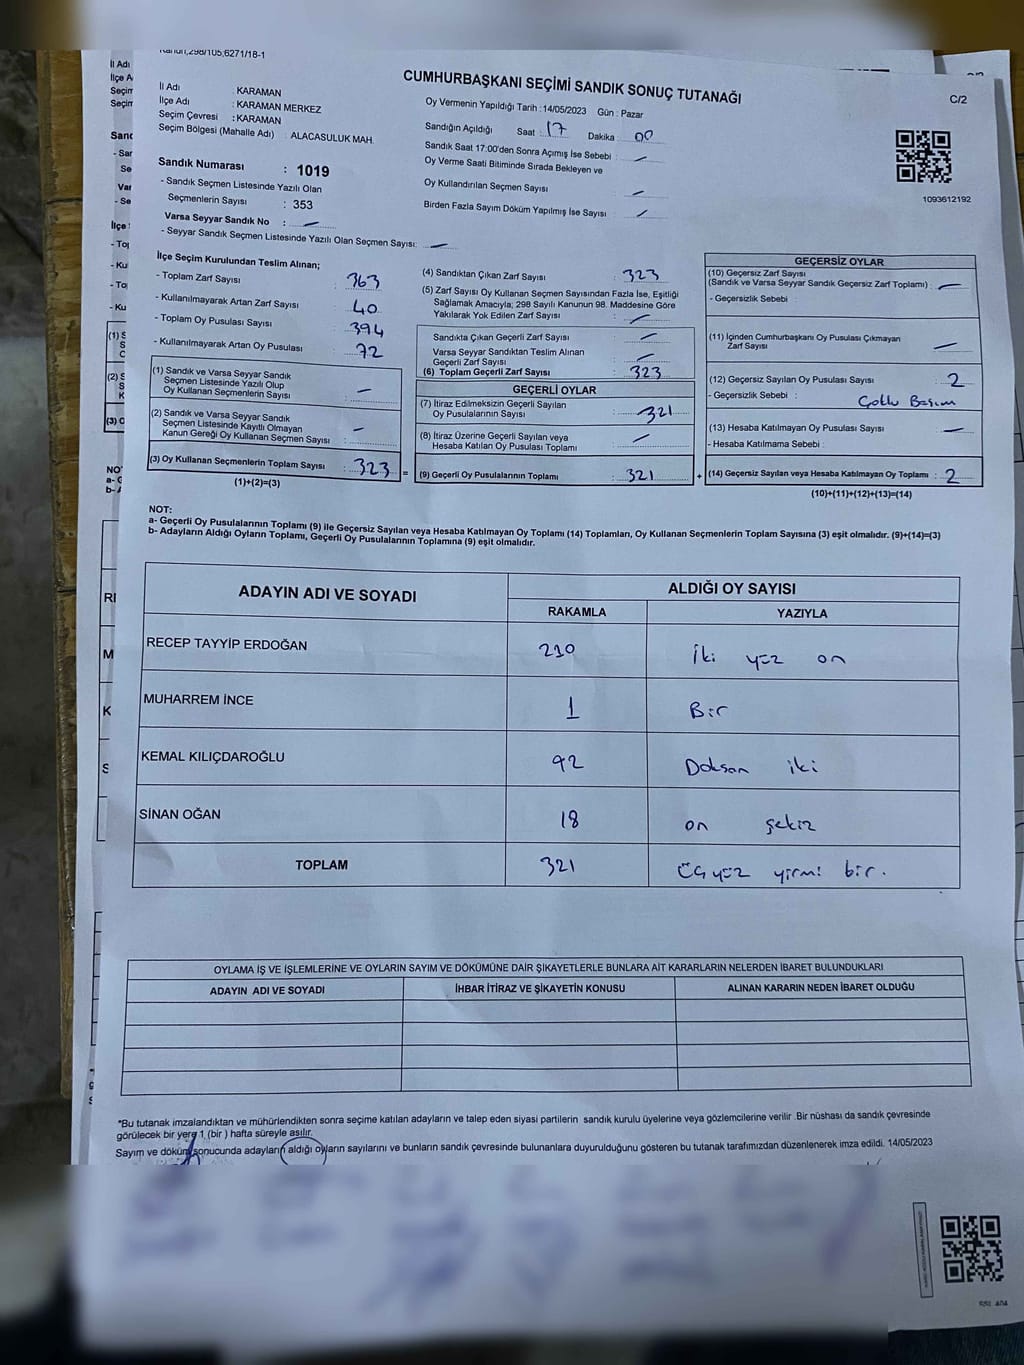 Kanun;298/105,6271/18-1
CUMHURBAŞKANI SEÇİMİ SANDIK SONUÇ TUTANAĞI
C/2
İl Adı : KARAMAN
İlçe Adı : KARAMAN MERKEZ
Seçim Çevresi : KARAMAN
Seçim Bölgesi (Mahalle Adı) : ALACASULUK MAH.
Sandık Numarası : 1019
- Sandık Seçmen Listesinde Yazılı Olan
Seçmenlerin Sayısı : 353
Varsa Seyyar Sandık No : —
- Seyyar Sandık Seçmen Listesinde Yazılı Olan Seçmen Sayısı: —
Oy Vermenin Yapıldığı Tarih : 14/05/2023 Gün : Pazar
Sandığın Açıldığı Saat : 17 Dakika : 00
Sandık Saat 17:00'den Sonra Açımış İse Sebebi : —
Oy Verme Saati Bitiminde Sırada Bekleyen ve
Oy Kullandırılan Seçmen Sayısı —
Birden Fazla Sayım Döküm Yapılmış İse Sayısı : —
1093612192
İlçe Seçim Kurulundan Teslim Alınan;
- Toplam Zarf Sayısı : 363
- Kullanılmayarak Artan Zarf Sayısı : 40
- Toplam Oy Pusulası Sayısı : 394
- Kullanılmayarak Artan Oy Pusulası : 72
(1) Sandık ve Varsa Seyyar Sandık
Seçmen Listesinde Yazılı Olup
Oy Kullanan Seçmenlerin Sayısı : —
(2) Sandık ve Varsa Seyyar Sandık
Seçmen Listesinde Kayıtlı Olmayan
Kanun Gereği Oy Kullanan Seçmen Sayısı : —
(3) Oy Kullanan Seçmenlerin Toplam Sayısı : 323 =
(1)+(2)=(3)
(4) Sandıktan Çıkan Zarf Sayısı : 323
(5) Zarf Sayısı Oy Kullanan Seçmen Sayısından Fazla İse, Eşitliği
Sağlamak Amacıyla; 298 Sayılı Kanunun 98. Maddesine Göre
Yakılarak Yok Edilen Zarf Sayısı : —
Sandıkta Çıkan Geçerli Zarf Sayısı : —
Varsa Seyyar Sandıktan Teslim Alınan
Geçerli Zarf Sayısı : —
(6) Toplam Geçerli Zarf Sayısı : 323
GEÇERLİ OYLAR
(7) İtiraz Edilmeksizin Geçerli Sayılan
Oy Pusulalarının Sayısı : 321
(8) İtiraz Üzerine Geçerli Sayılan veya
Hesaba Katılan Oy Pusulası Toplamı : —
(9) Geçerli Oy Pusulalarının Toplamı : 321 +
GEÇERSİZ OYLAR
(10) Geçersiz Zarf Sayısı
(Sandık ve Varsa Seyyar Sandık Geçersiz Zarf Toplamı) : —
- Geçersizlik Sebebi :
(11) İçinden Cumhurbaşkanı Oy Pusulası Çıkmayan
Zarf Sayısı : —
(12) Geçersiz Sayılan Oy Pusulası Sayısı : 2
- Geçersizlik Sebebi : Çoklu Basım
(13) Hesaba Katılmayan Oy Pusulası Sayısı : —
- Hesaba Katılmama Sebebi :
(14) Geçersiz Sayılan veya Hesaba Katılmayan Oy Toplamı : 2
(10)+(11)+(12)+(13)=(14)
NOT:
a- Geçerli Oy Pusulalarının Toplamı (9) ile Geçersiz Sayılan veya Hesaba Katılmayan Oy Toplamı (14) Toplamları, Oy Kullanan Seçmenlerin Toplam Sayısına (3) eşit olmalıdır. (9)+(14)=(3)
b- Adayların Aldığı Oyların Toplamı, Geçerli Oy Pusulalarının Toplamına (9) eşit olmalıdır.
ADAYIN ADI VE SOYADI ALDIĞI OY SAYISI
RAKAMLA YAZIYLA
RECEP TAYYİP ERDOĞAN 210 İki yüz on
MUHARREM İNCE 1 Bir
KEMAL KILIÇDAROĞLU 92 Doksan iki
SİNAN OĞAN 18 on sekiz
TOPLAM 321 Üçyüz yirmi bir.
OYLAMA İŞ VE İŞLEMLERİNE VE OYLARIN SAYIM VE DÖKÜMÜNE DAİR ŞİKAYETLERLE BUNLARA AİT KARARLARIN NELERDEN İBARET BULUNDUKLARI
ADAYIN ADI VE SOYADI İHBAR İTİRAZ VE ŞİKAYETİN KONUSU ALINAN KARARIN NEDEN İBARET OLDUĞU
*Bu tutanak imzalandıktan ve mühürlendikten sonra seçime katılan adayların ve talep eden siyasi partilerin sandık kurulu üyelerine veya gözlemcilerine verilir .Bir nüshası da sandık çevresinde
görülecek bir yere 1 (bir ) hafta süreyle asılır.
Sayım ve döküm sonucunda adayların aldığı oyların sayılarını ve bunların sandık çevresinde bulunanlara duyurulduğunu gösteren bu tutanak tarafımızdan düzenlenerek imza edildi. 14/05/2023